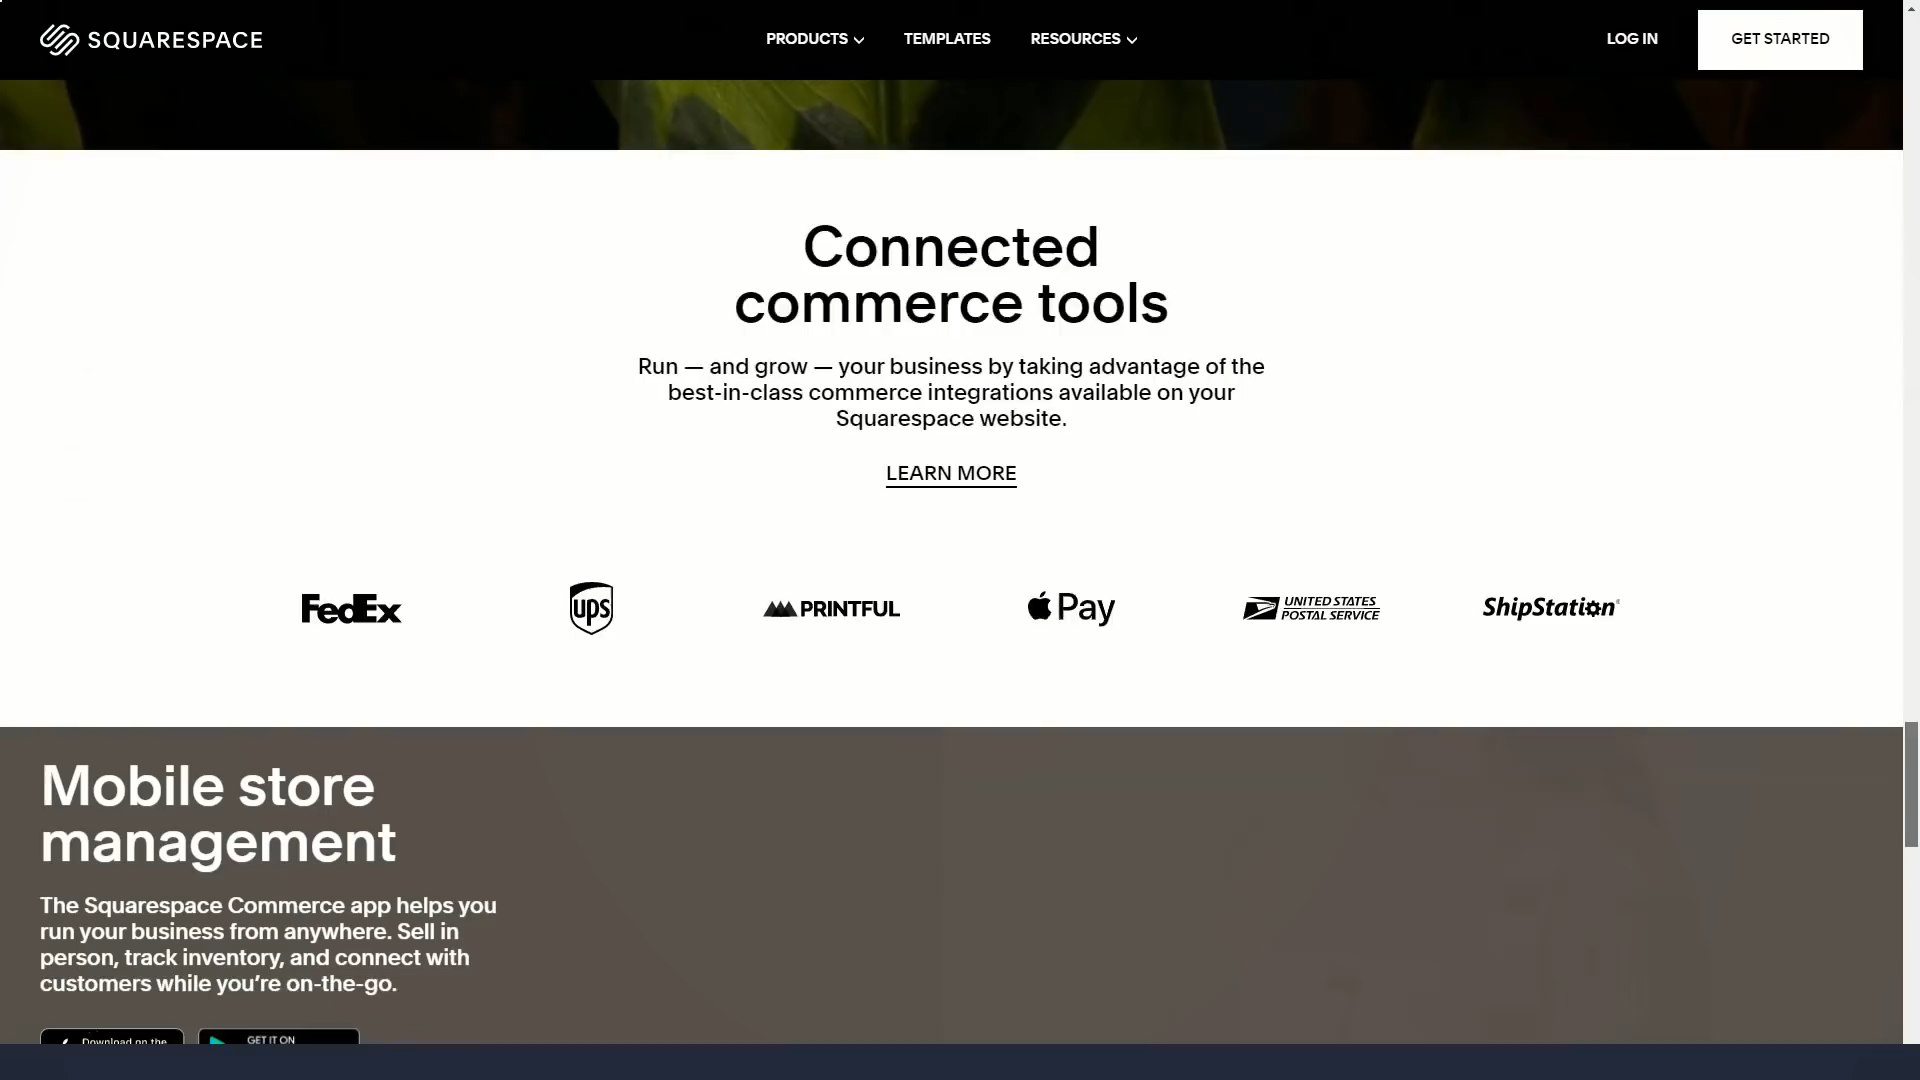 SQUARESPACE
PRODUCTS
TEMPLATES
RESOURCES
LOG IN
GET STARTED
Connected
commerce tools
Run — and grow — your business by taking advantage of the
best-in-class commerce integrations available on your
Squarespace website.
LEARN MORE
FedEx
ups
PRINTFUL
Pay
UNITED STATES
POSTAL SERVICE
ShipStation
Mobile store
management
The Squarespace Commerce app helps you
run your business from anywhere. Sell in
person, track inventory, and connect with
customers while you’re on-the-go.
Download on the
GET IT ON